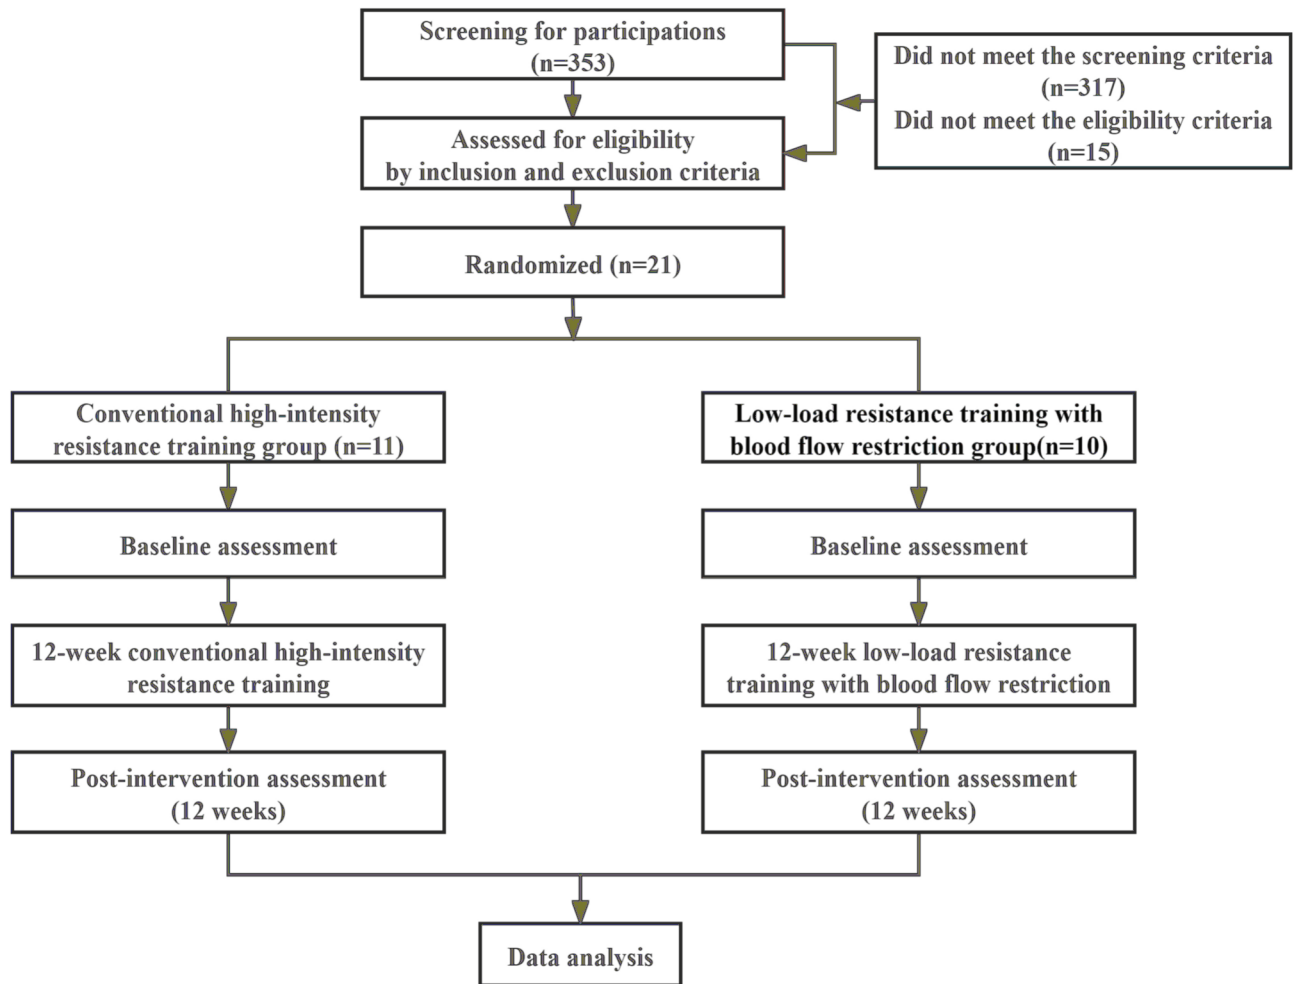 Screening for participations
(n=353)
Did not meet the screening criteria
(n=317)
Did not meet the eligibility criteria
(n=15)
Assessed for eligibility
by inclusion and exclusion criteria
Randomized (n=21)
Conventional high-intensity
resistance training group (n=11)
Low-load resistance training with
blood flow restriction group(n=10)
Baseline assessment
Baseline assessment
12-week conventional high-intensity
resistance training
12-week low-load resistance
training with blood flow restriction
Post-intervention assessment
(12 weeks)
Post-intervention assessment
(12 weeks)
Data analysis